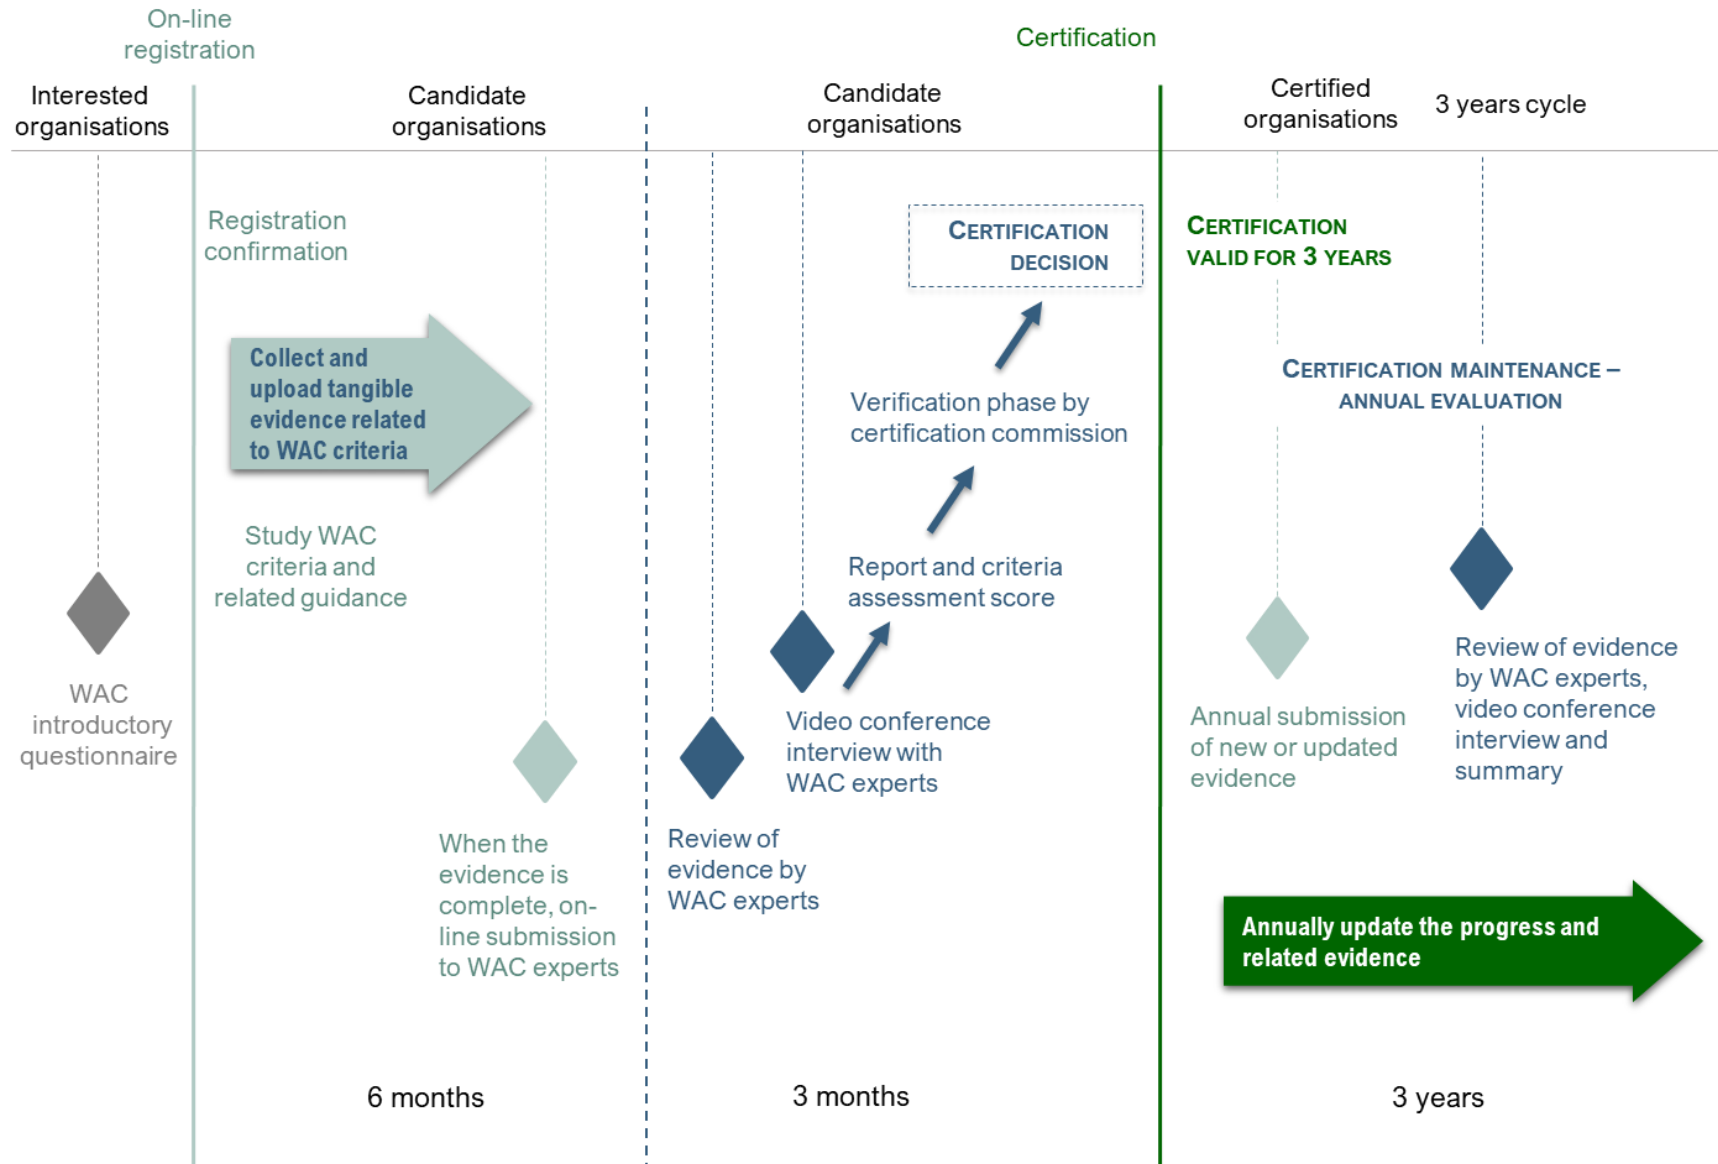 On-line
registration
Certification
Interested
organisations
Candidate
organisations
Candidate
organisations
Certified
organisations
3 years cycle
Registration
confirmation
Collect and
upload tangible
evidence related
to WAC criteria
Study WAC
criteria and
related guidance
WAC
introductory
questionnaire
When the
evidence is
complete, on-
line submission
to WAC experts
CERTIFICATION
DECISION
Verification phase by
certification commission
Report and criteria
assessment score
Video conference
interview with
WAC experts
Review of
evidence by
WAC experts
CERTIFICATION
VALID FOR 3 YEARS
CERTIFICATION MAINTENANCE –
ANNUAL EVALUATION
Annual submission
of new or updated
evidence
Review of evidence
by WAC experts,
video conference
interview and
summary
Annually update the progress and
related evidence
6 months
3 months
3 years